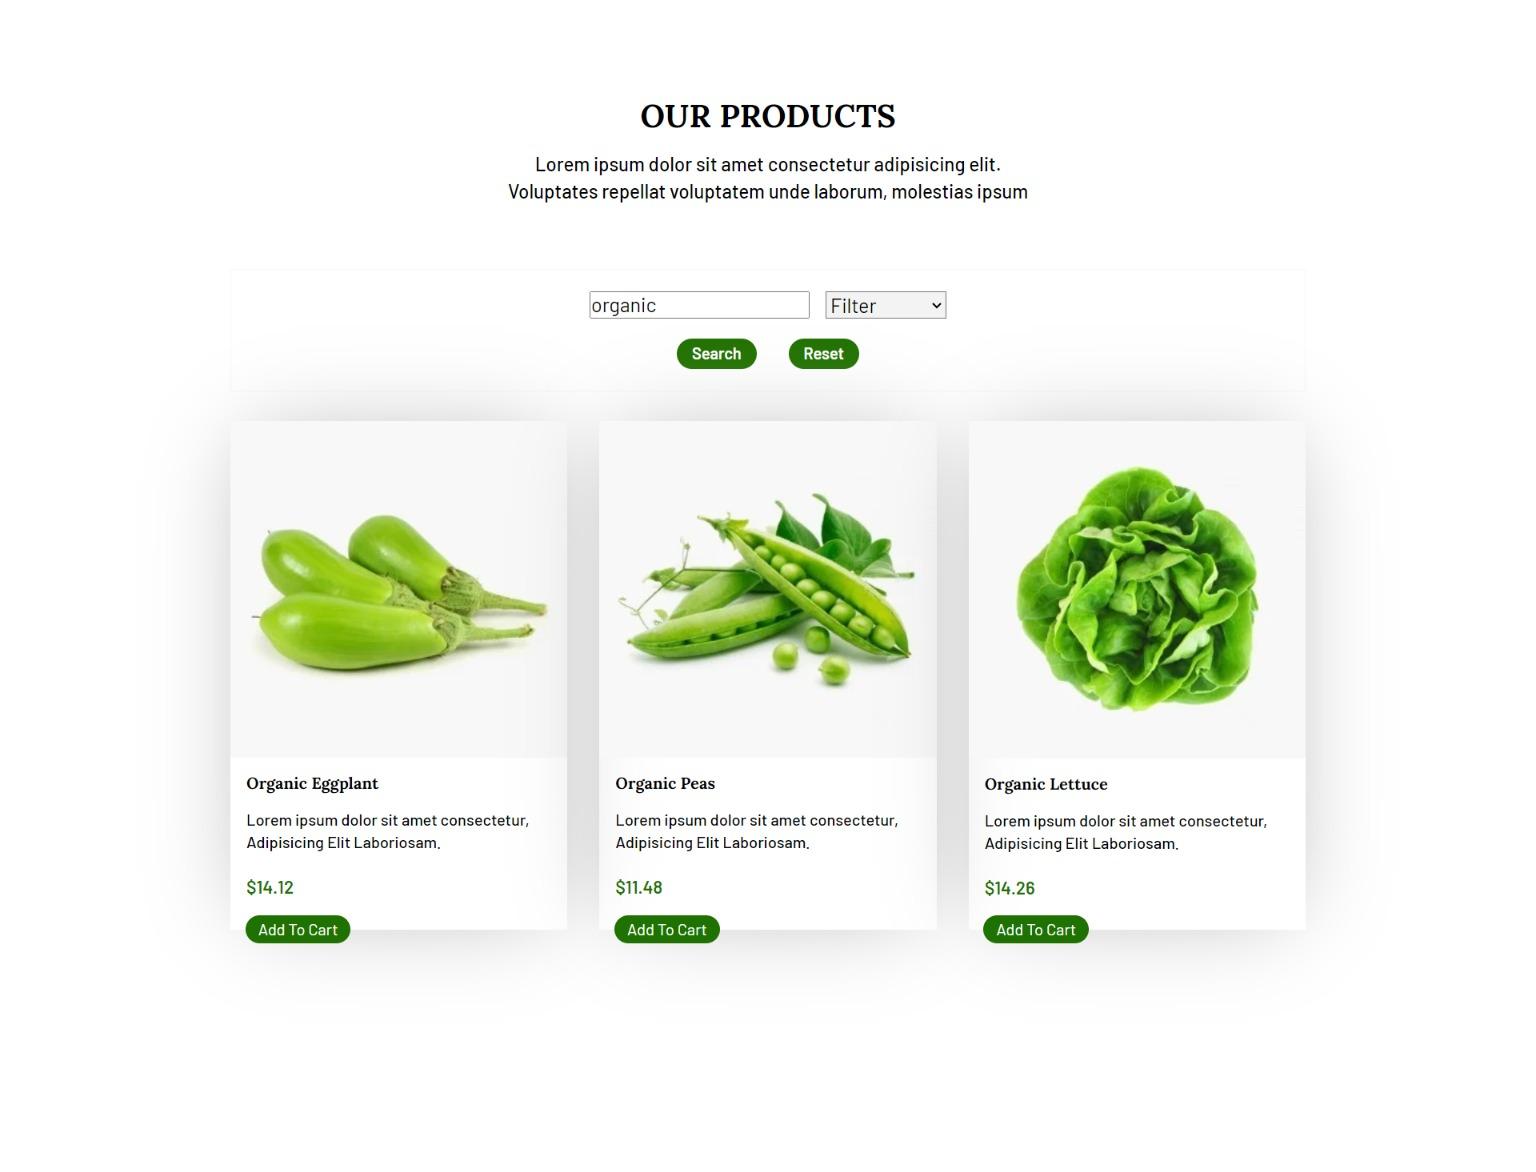 OUR PRODUCTS
Lorem ipsum dolor sit amet consectetur adipisicing elit.
Voluptates repellat voluptatem unde laborum, molestias ipsum
organic
Filter
Search
Reset
Organic Eggplant
Lorem ipsum dolor sit amet consectetur,
Adipisicing Elit Laboriosam.
$14.12
Add To Cart
Organic Peas
Lorem ipsum dolor sit amet consectetur,
Adipisicing Elit Laboriosam.
$11.48
Add To Cart
Organic Lettuce
Lorem ipsum dolor sit amet consectetur,
Adipisicing Elit Laboriosam.
$14.26
Add To Cart